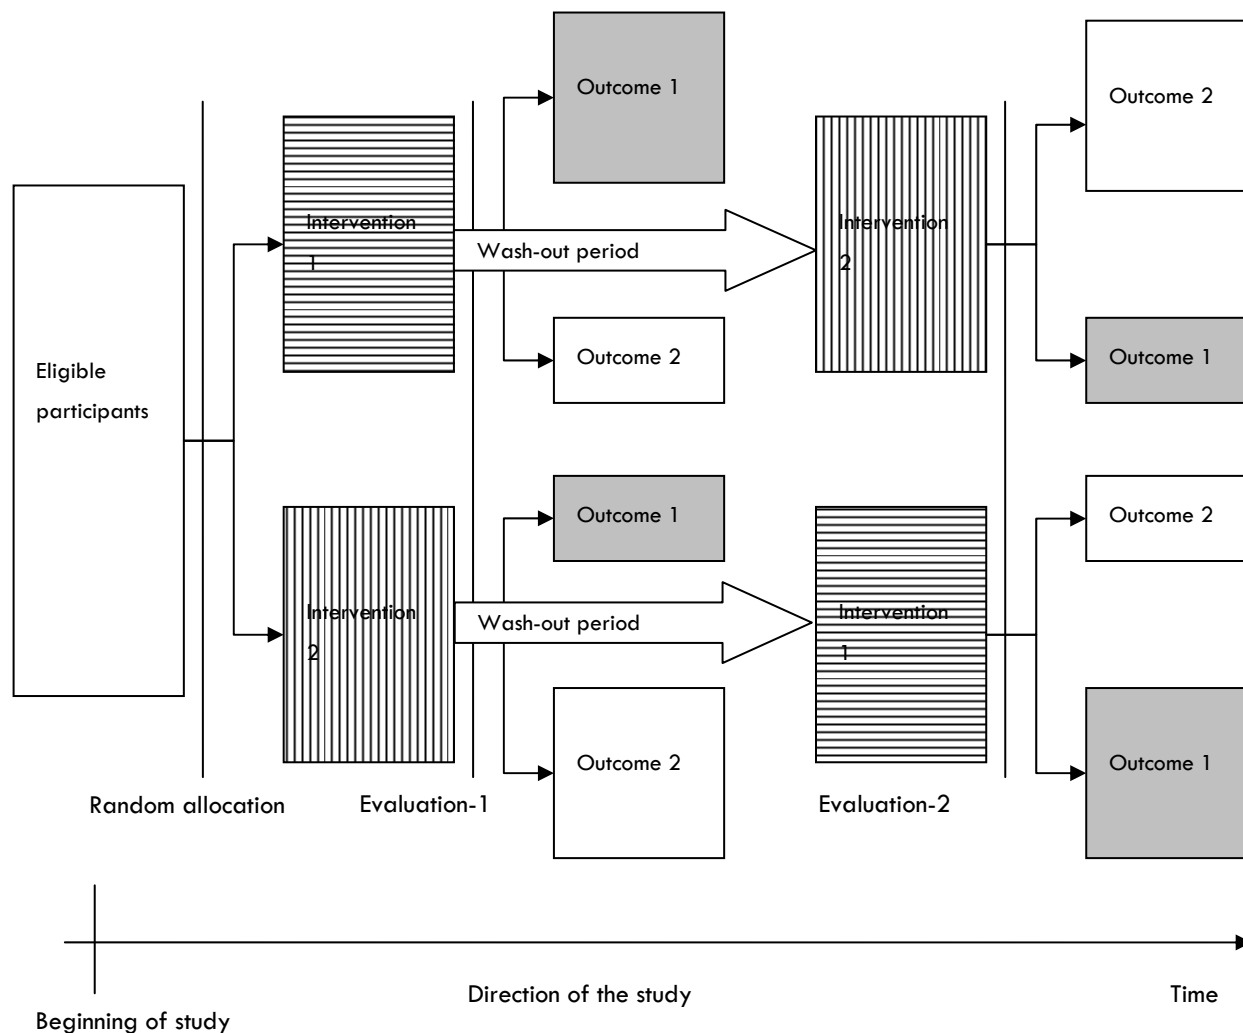 Eligible
participants
Random allocation
Intervention
1
Intervention
2
Evaluation-1
Outcome 1
Wash-out period
Outcome 2
Outcome 1
Wash-out period
Outcome 2
Intervention
2
Intervention
1
Evaluation-2
Outcome 2
Outcome 1
Outcome 2
Outcome 1
Beginning of study
Direction of the study
Time